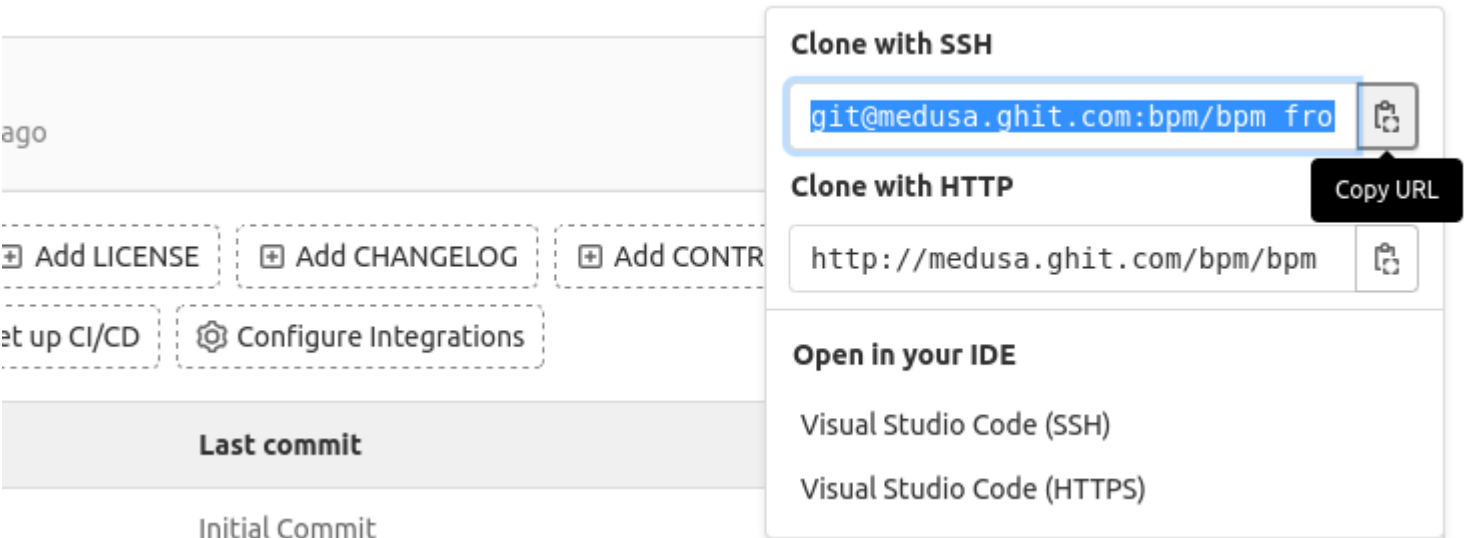 Clone with SSH
git@medusa.ghit.com:bpm/bpm_fro
ago
Copy URL
Clone with HTTP
Add LICENSE
Add CHANGELOG
Add CONTR
http://medusa.ghit.com/bpm/bpm
et up CI/CD
Configure Integrations
Open in your IDE
Visual Studio Code (SSH)
Last commit
Visual Studio Code (HTTPS)
Initial Commit